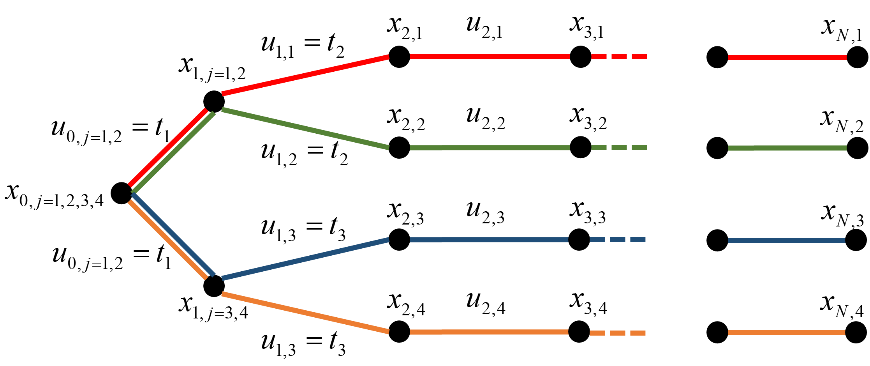 x_{2,1} u_{2,1} x_{3,1} x_{N,1}
u_{1,1} = t_2
x_{1,j=1,2}
x_{2,2} u_{2,2} x_{3,2} x_{N,2}
u_{0,j=1,2} = t_1
u_{1,2} = t_2
x_{0,j=1,2,3,4}
x_{2,3} u_{2,3} x_{3,3} x_{N,3}
u_{1,3} = t_3
u_{0,j=1,2} = t_1
x_{1,j=3,4}
x_{2,4} u_{2,4} x_{3,4} x_{N,4}
u_{1,3} = t_3